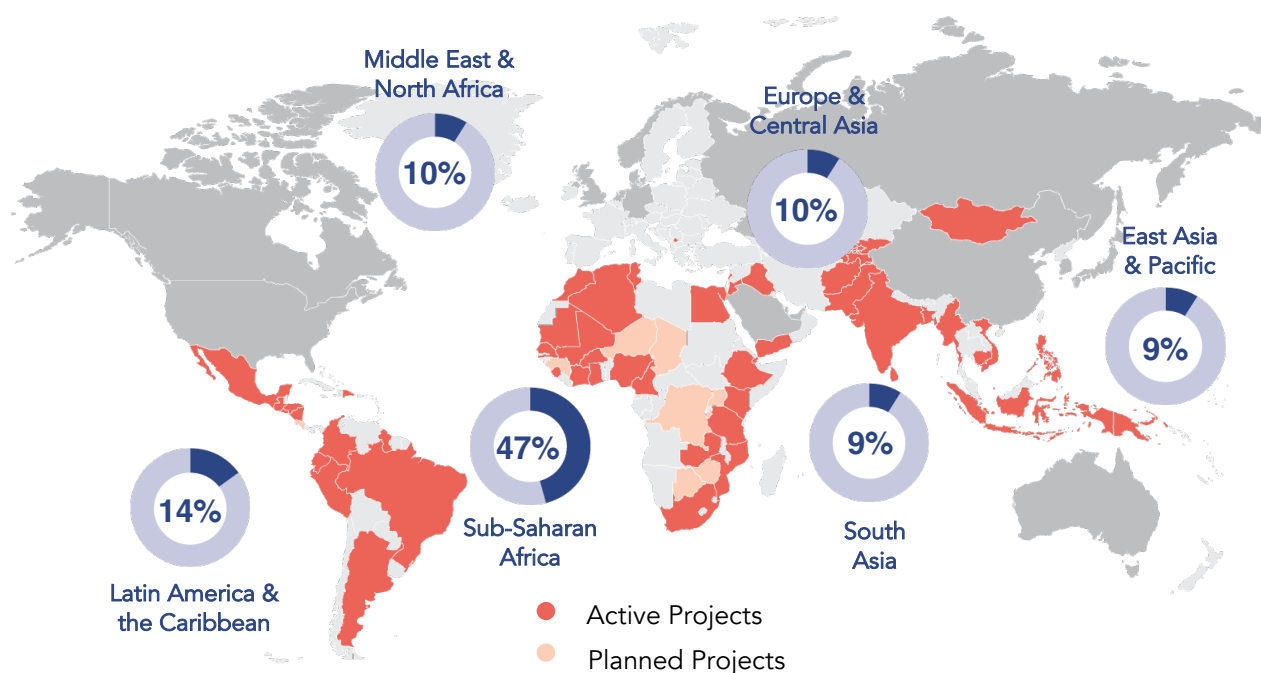 Middle East &
North Africa
10%
Europe &
Central Asia
10%
East Asia
& Pacific
9%
47%
Sub-Saharan
Africa
9%
South
Asia
14%
Latin America &
the Caribbean
Active Projects
Planned Projects